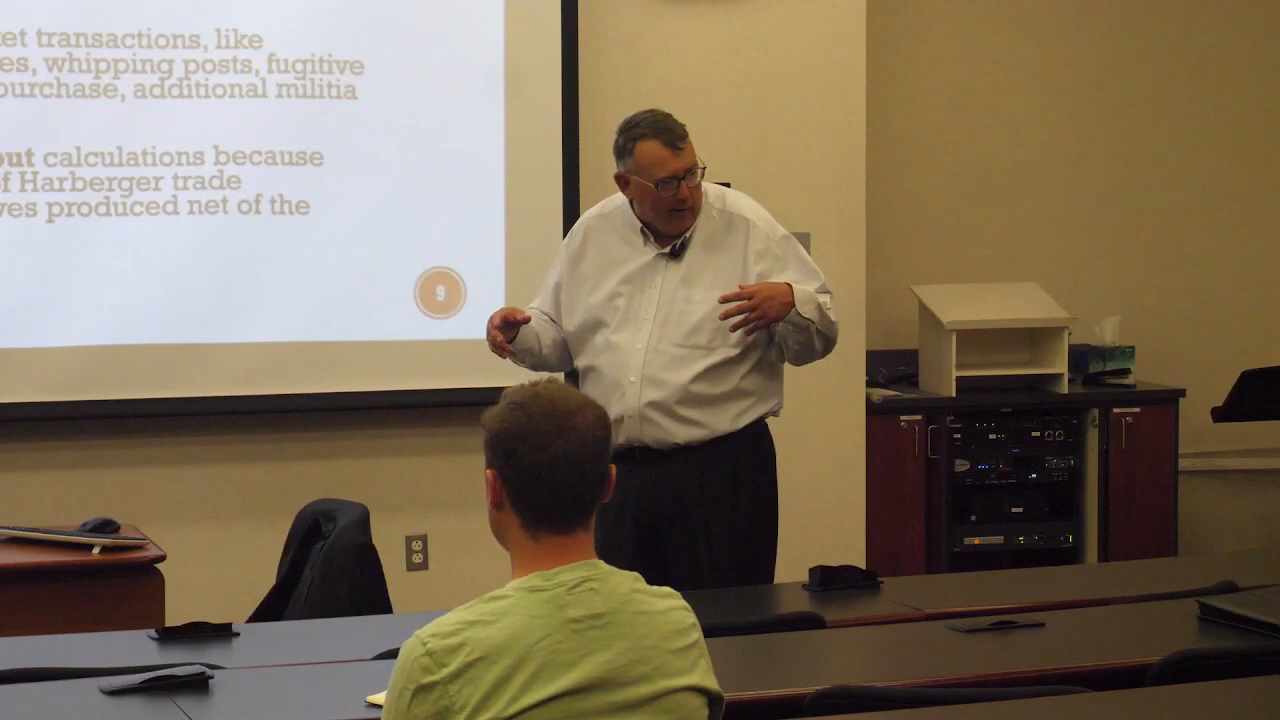 et transactions, like
es, whipping posts, fugitive
purchase, additional militia
out calculations because
of Harberger trade
ves produced net of the
9